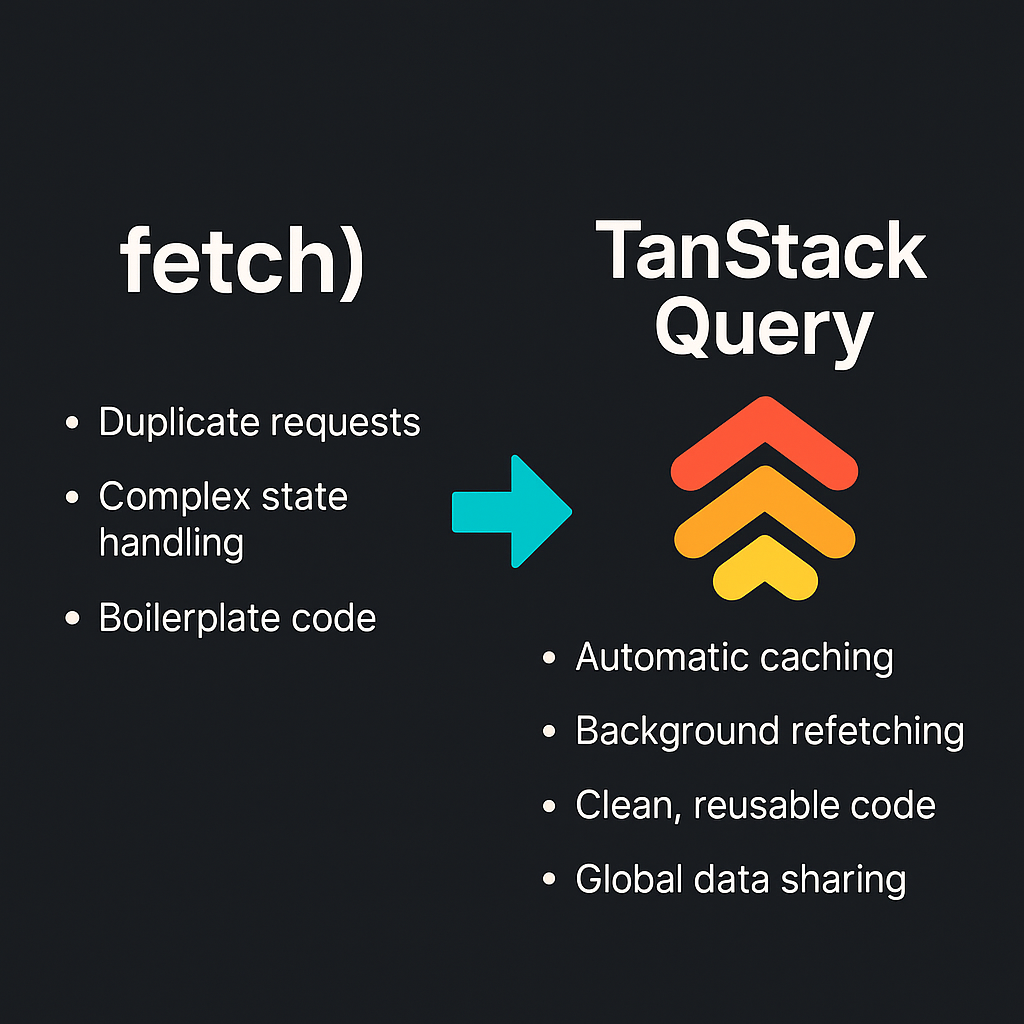 fetch)
• Duplicate requests
• Complex state
handling
• Boilerplate code
TanStack
Query
• Automatic caching
• Background refetching
• Clean, reusable code
• Global data sharing